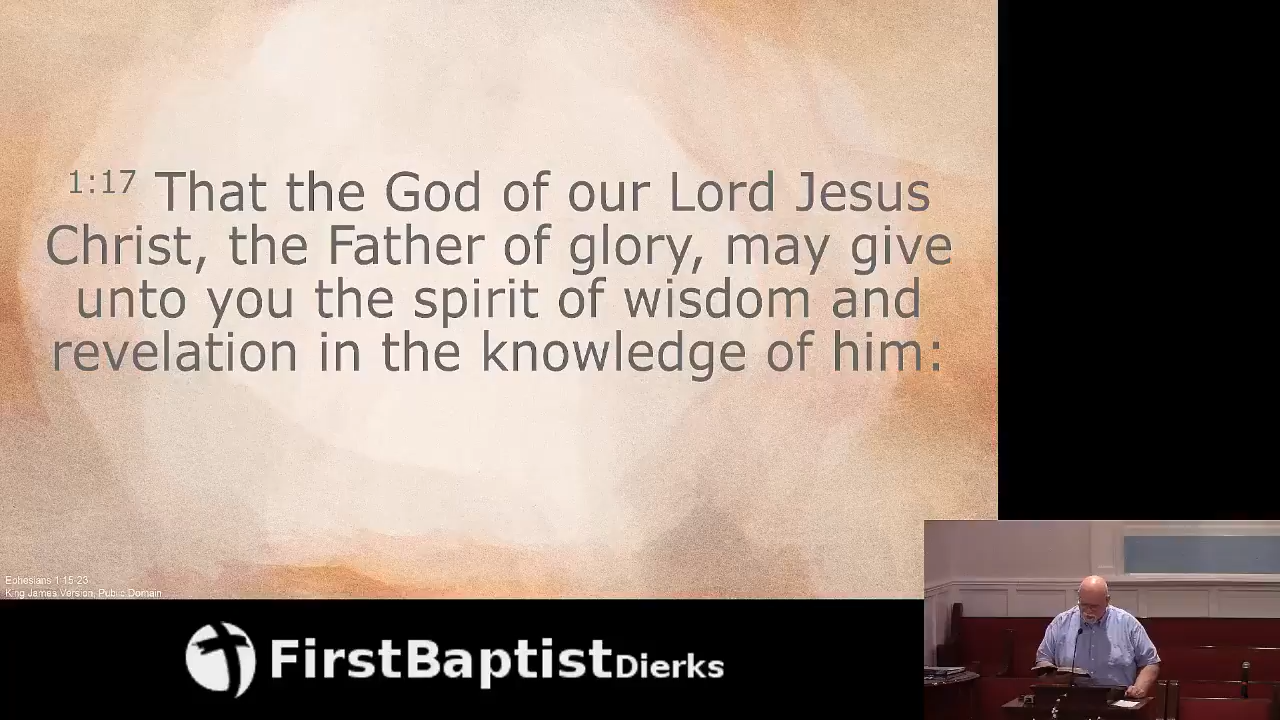 1:17 That the God of our Lord Jesus
Christ, the Father of glory, may give
unto you the spirit of wisdom and
revelation in the knowledge of him:
Ephesians 1:15-23
King James Version, Public Domain
FirstBaptistDierks